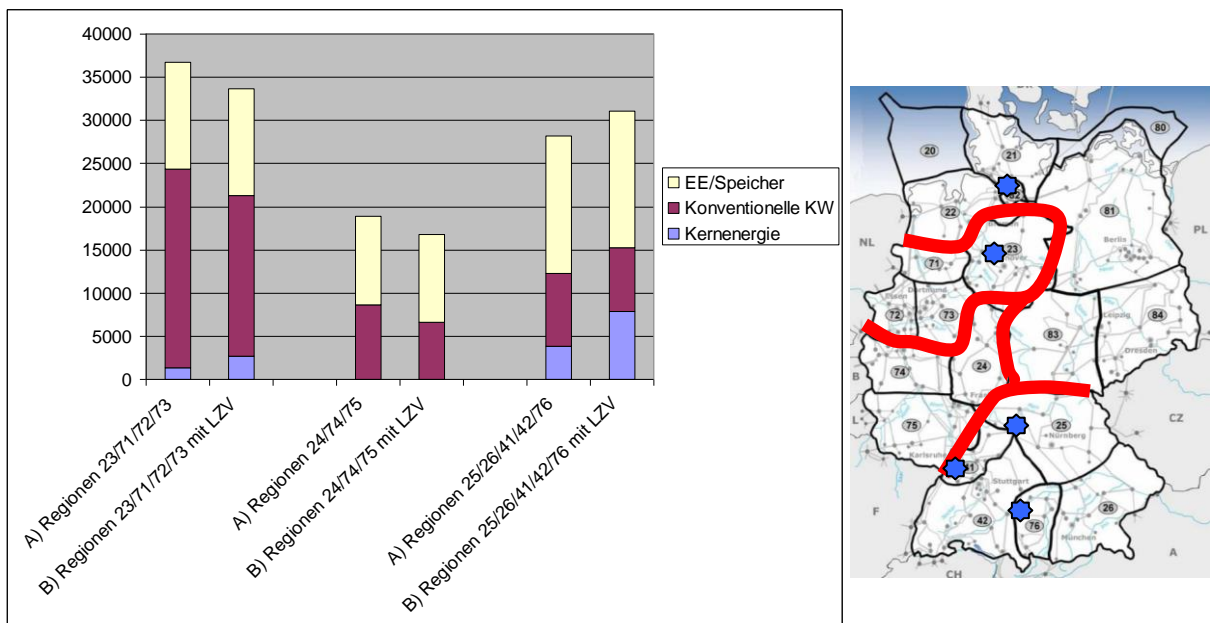 40000
35000
30000
25000
20000
15000
10000
5000
0
A) Regionen 23/71/72/73
B) Regionen 23/71/72/73 mit LZV
A) Regionen 24/74/75
B) Regionen 24/74/75 mit LZV
A) Regionen 25/26/41/42/76
B) Regionen 25/26/41/42/76 mit LZV
EE/Speicher
Konventionelle KW
Kernenergie
80
20
21
22
81
NL
PL
23
Berlin
71
Dortmund
72
73
83
Leipzig
84
Dresden
24
74
B
L
75
25
CZ
Nürnberg
Karlsruhe
Stuttgart
F
42
76
26
München
CH
A